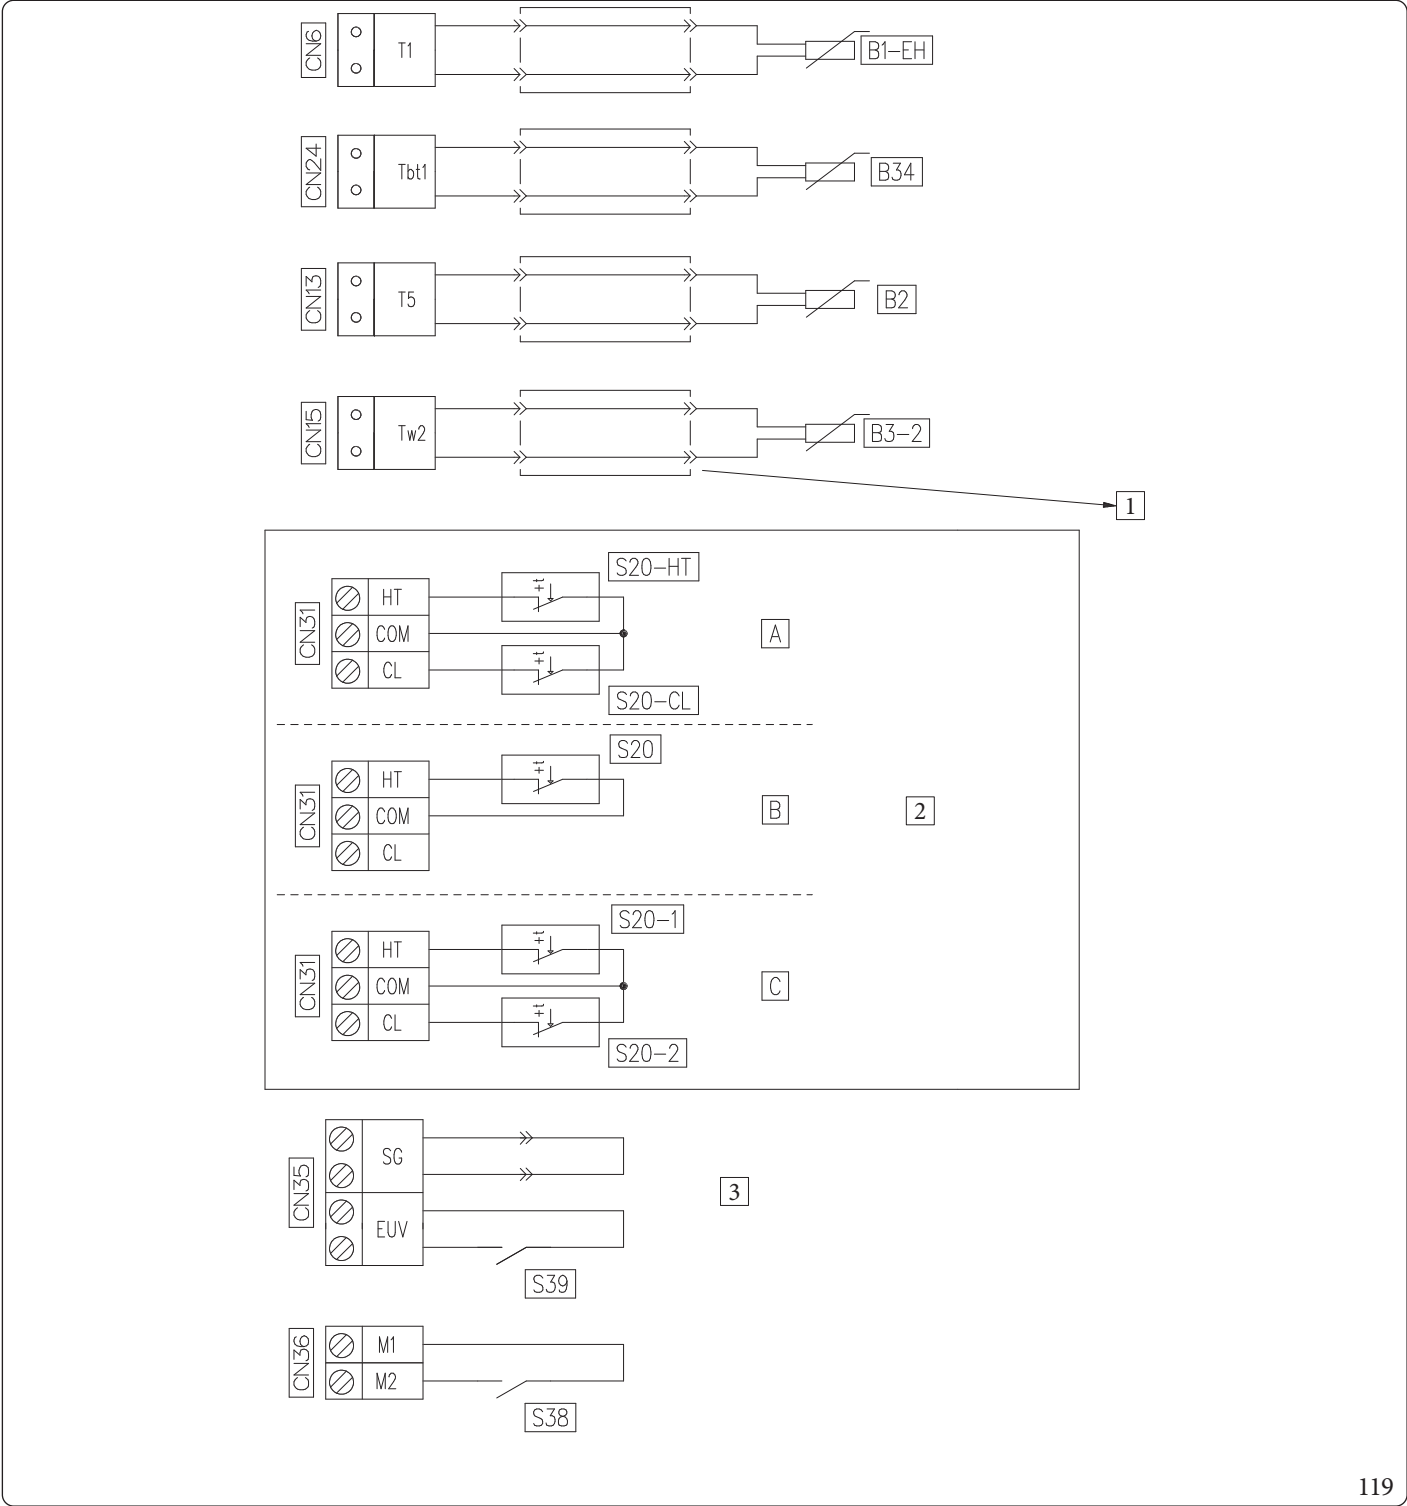 CN6 T1 B1-EH
CN24 Tbt1 B34
CN13 T5 B2
CN15 Tw2 B3-2
1
S20-HT
CN31 HT
COM A
CL
S20-CL
S20
CN31 HT
COM B 2
CL
S20-1
CN31 HT
COM C
CL
S20-2
CN35 SG
3
EUV
S39
CN36 M1
M2
S38
119